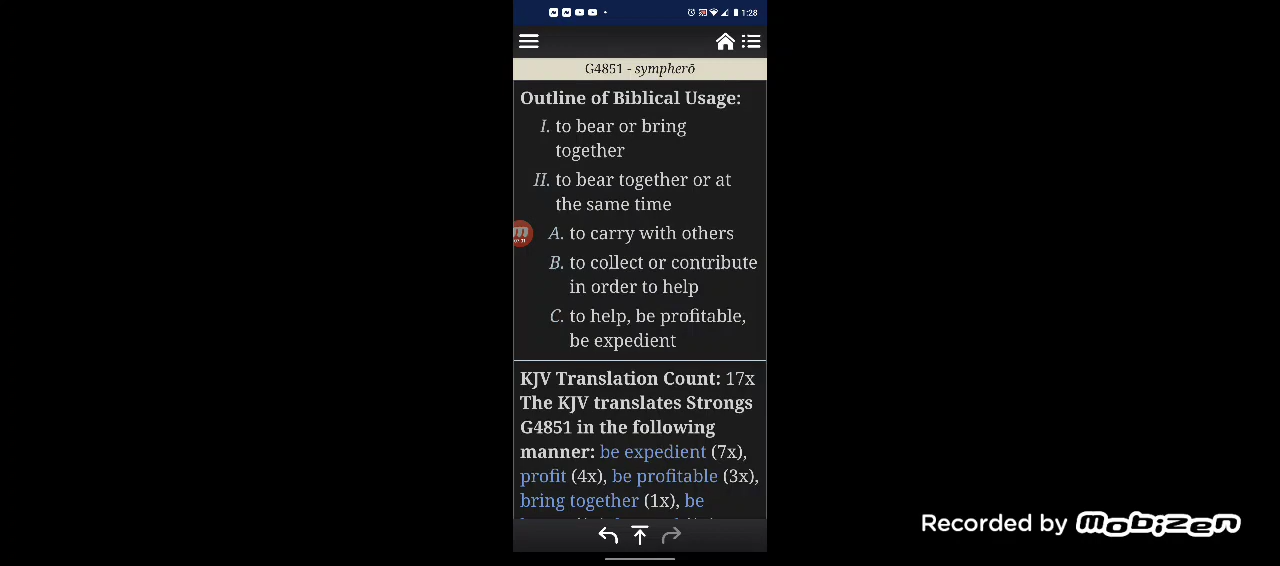 1:28
G4851 - sympherō
Outline of Biblical Usage:
I. to bear or bring
together
II. to bear together or at
the same time
A. to carry with others
B. to collect or contribute
in order to help
C. to help, be profitable,
be expedient
KJV Translation Count: 17x
The KJV translates Strongs
G4851 in the following
manner: be expedient (7x),
profit (4x), be profitable (3x),
bring together (1x), be
Recorded by mobizen